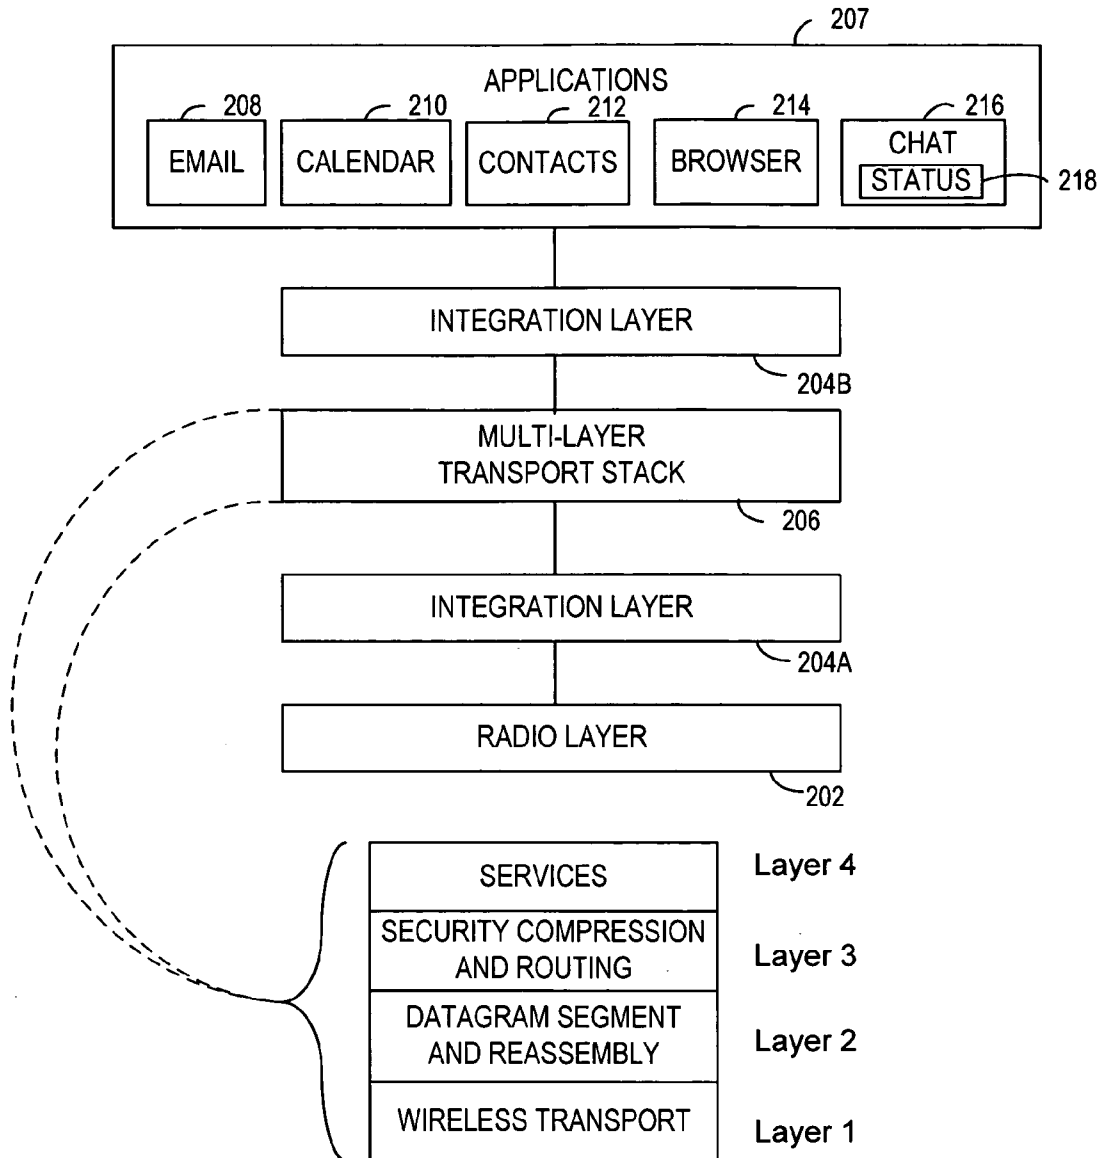 207
APPLICATIONS
208 210 212 214 216
EMAIL CALENDAR CONTACTS BROWSER CHAT
STATUS 218
INTEGRATION LAYER
204B
MULTI-LAYER
TRANSPORT STACK
206
INTEGRATION LAYER
204A
RADIO LAYER
202
SERVICES Layer 4
SECURITY COMPRESSION
AND ROUTING Layer 3
DATAGRAM SEGMENT
AND REASSEMBLY Layer 2
WIRELESS TRANSPORT Layer 1